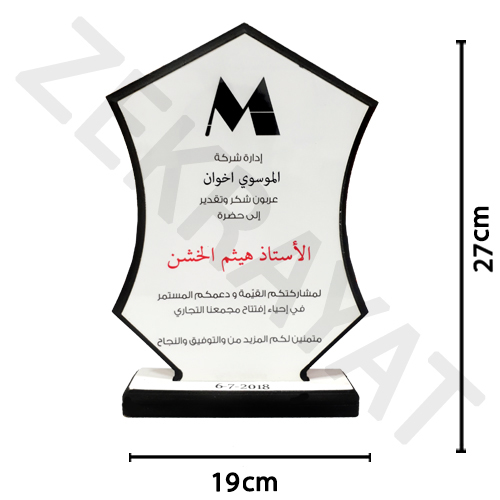 M
إدارة شركة
الموسوي اخوان
عربون شكر وتقدير
إلى حضرة
الأستاذ هيثم الخشن
لمشاركتكم القيّمة و دعمكم المستمر
في إحياء إفتتاح مجمعنا التجاري
متمنين لكم المزيد من والتوفيق والنجاح
6-7-2018
27cm
19cm
ZEKRAYAT